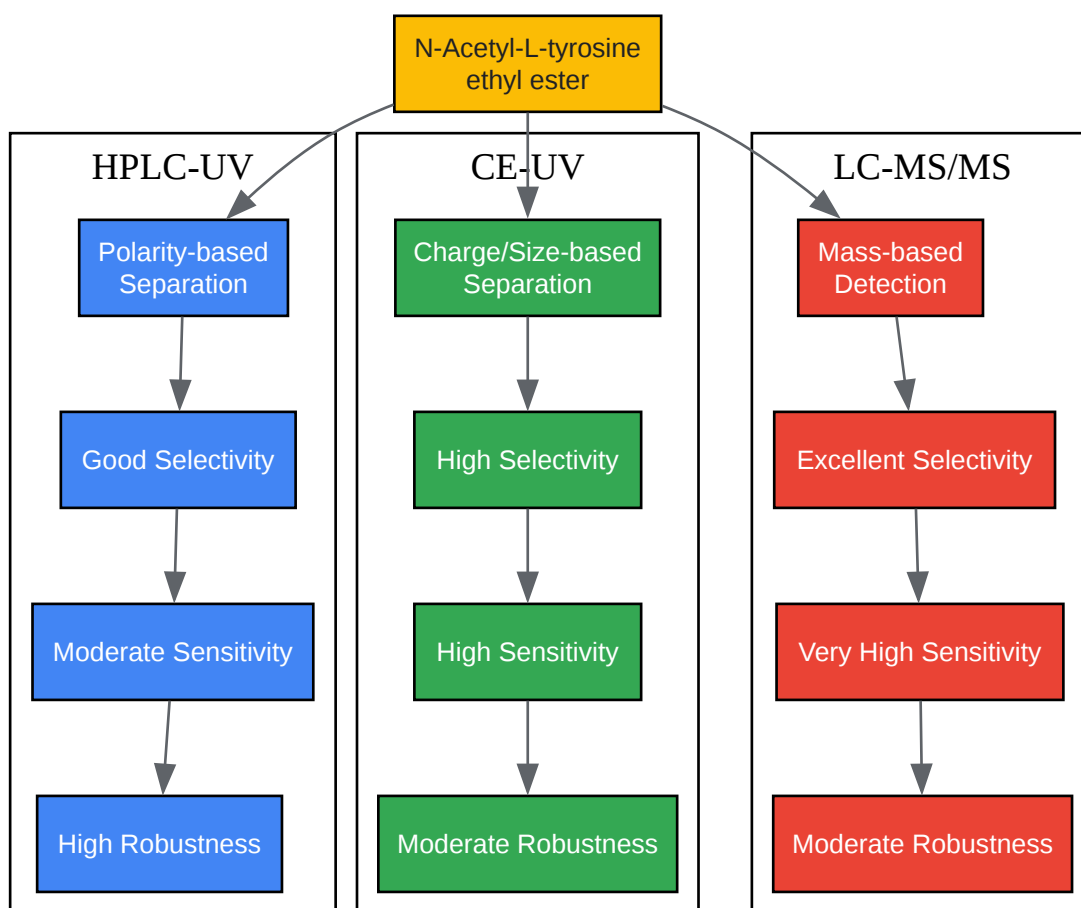 N-Acetyl-L-tyrosine
ethyl ester
HPLC-UV
Polarity-based
Separation
Good Selectivity
Moderate Sensitivity
High Robustness
CE-UV
Charge/Size-based
Separation
High Selectivity
High Sensitivity
Moderate Robustness
LC-MS/MS
Mass-based
Detection
Excellent Selectivity
Very High Sensitivity
Moderate Robustness